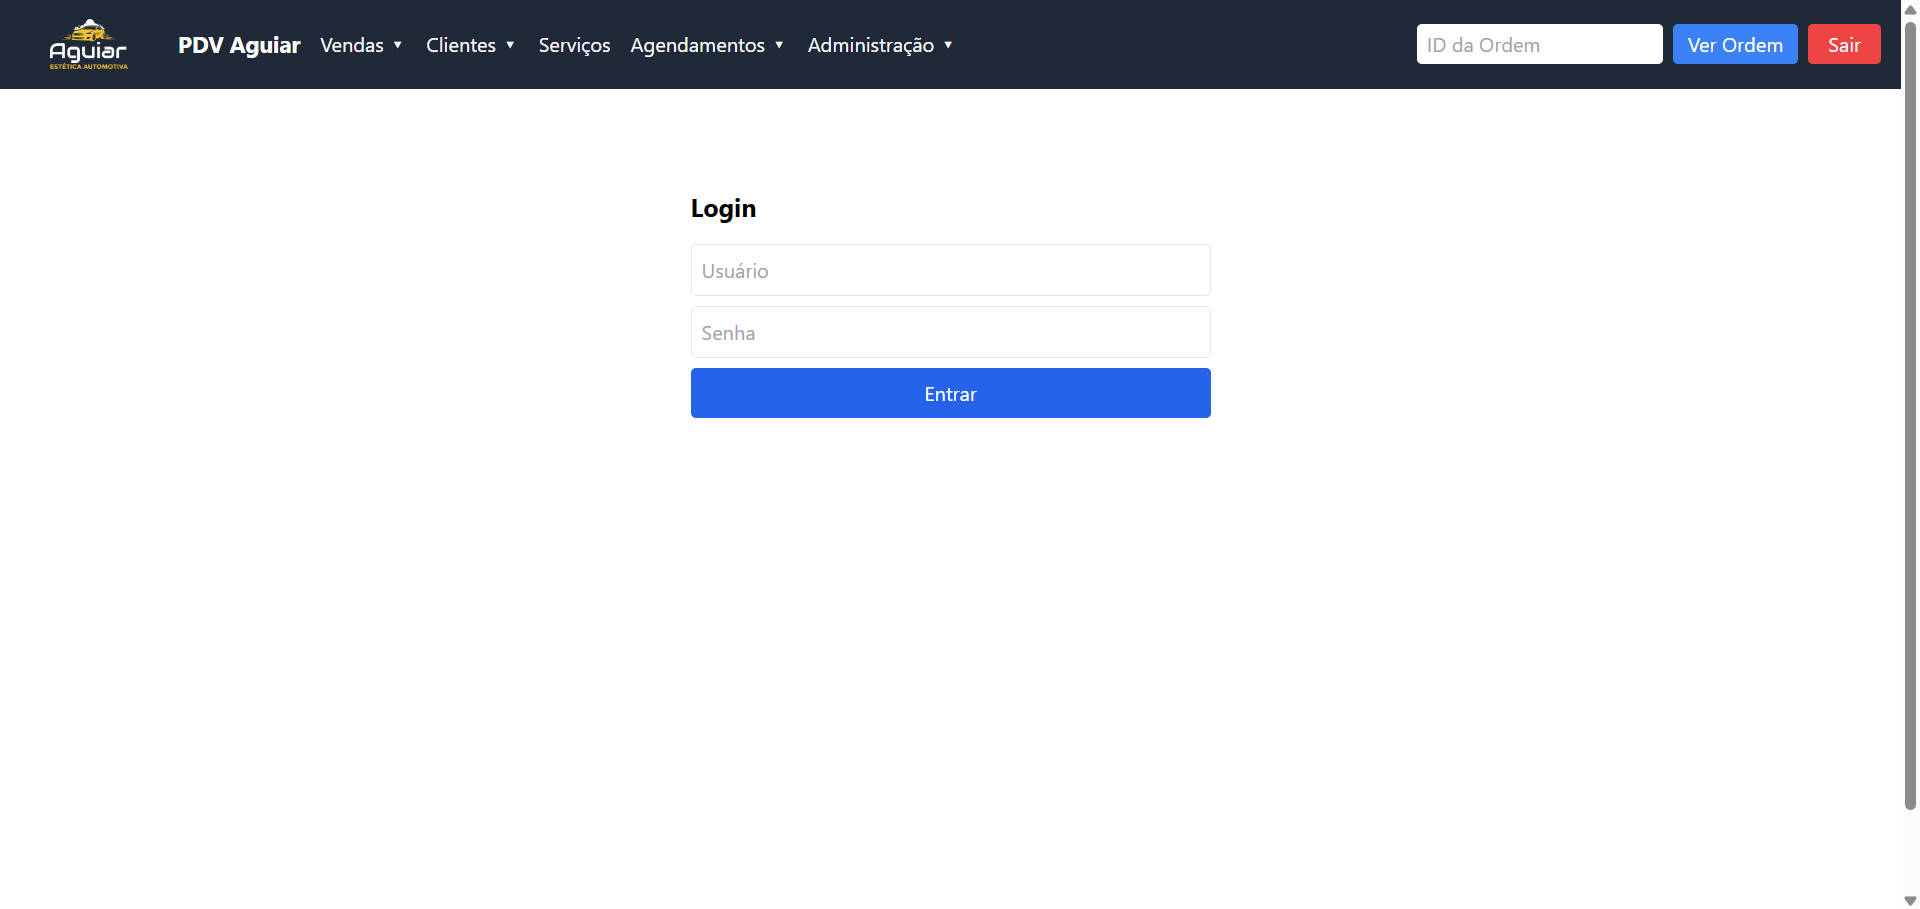 Aguiar
ESTÉTICA AUTOMOTIVA
PDV Aguiar Vendas ▼ Clientes ▼ Serviços Agendamentos ▼ Administração ▼ ID da Ordem Ver Ordem Sair
Login
Usuário
Senha
Entrar